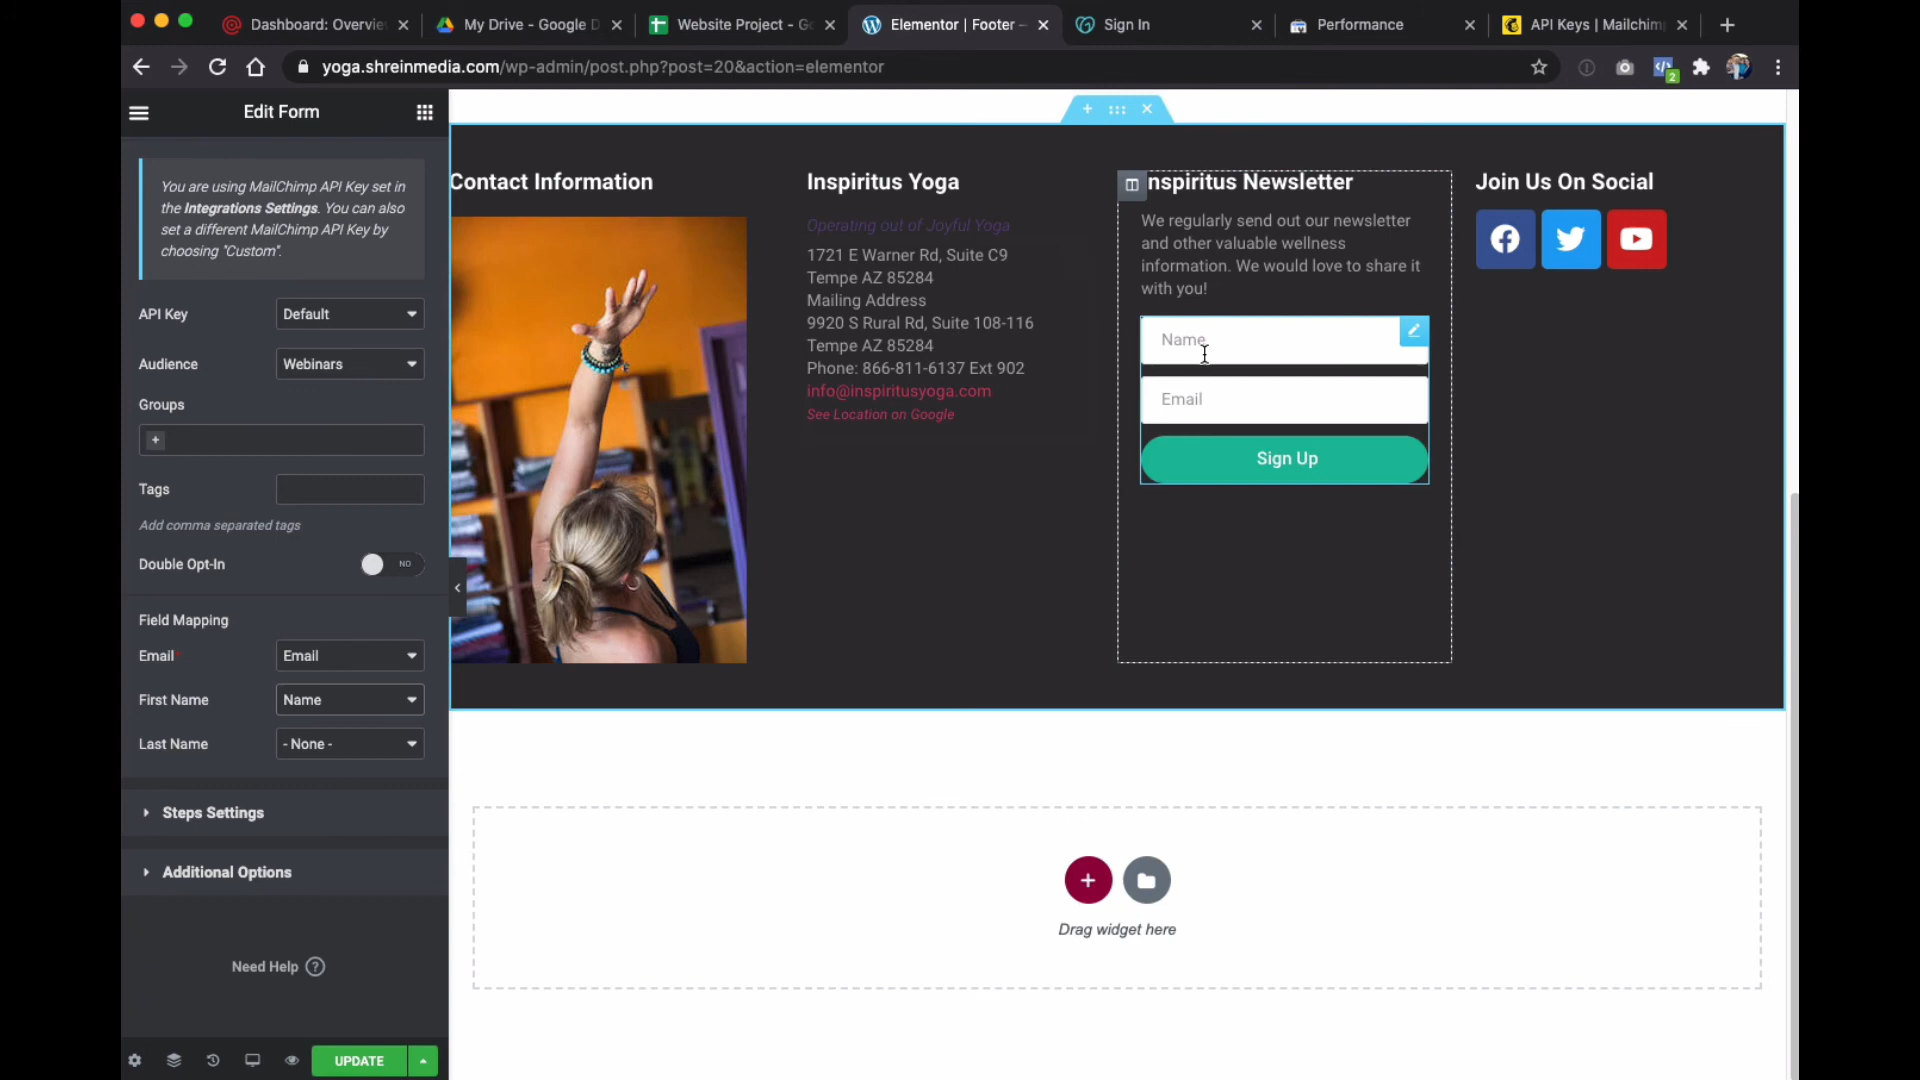 Dashboard: Overvie
My Drive - Google D
Website Project - Go
Elementor | Footer –
Sign In
Performance
API Keys | Mailchimp
yoga.shreinmedia.com/wp-admin/post.php?post=20&action=elementor
2
Edit Form
You are using MailChimp API Key set in
the Integrations Settings. You can also
set a different MailChimp API Key by
choosing "Custom".
API Key
Default
Audience
Webinars
Groups
+
Tags
Add comma separated tags
Double Opt-In
NO
Field Mapping
Email*
Email
First Name
Name
Last Name
- None -
Steps Settings
Additional Options
Need Help ?
UPDATE
Contact Information
Inspiritus Yoga
Operating out of Joyful Yoga
1721 E Warner Rd, Suite C9
Tempe AZ 85284
Mailing Address
9920 S Rural Rd, Suite 108-116
Tempe AZ 85284
Phone: 866-811-6137 Ext 902
info@inspiritusyoga.com
See Location on Google
nspiritus Newsletter
We regularly send out our newsletter
and other valuable wellness
information. We would love to share it
with you!
Name
Email
Sign Up
Join Us On Social
Drag widget here